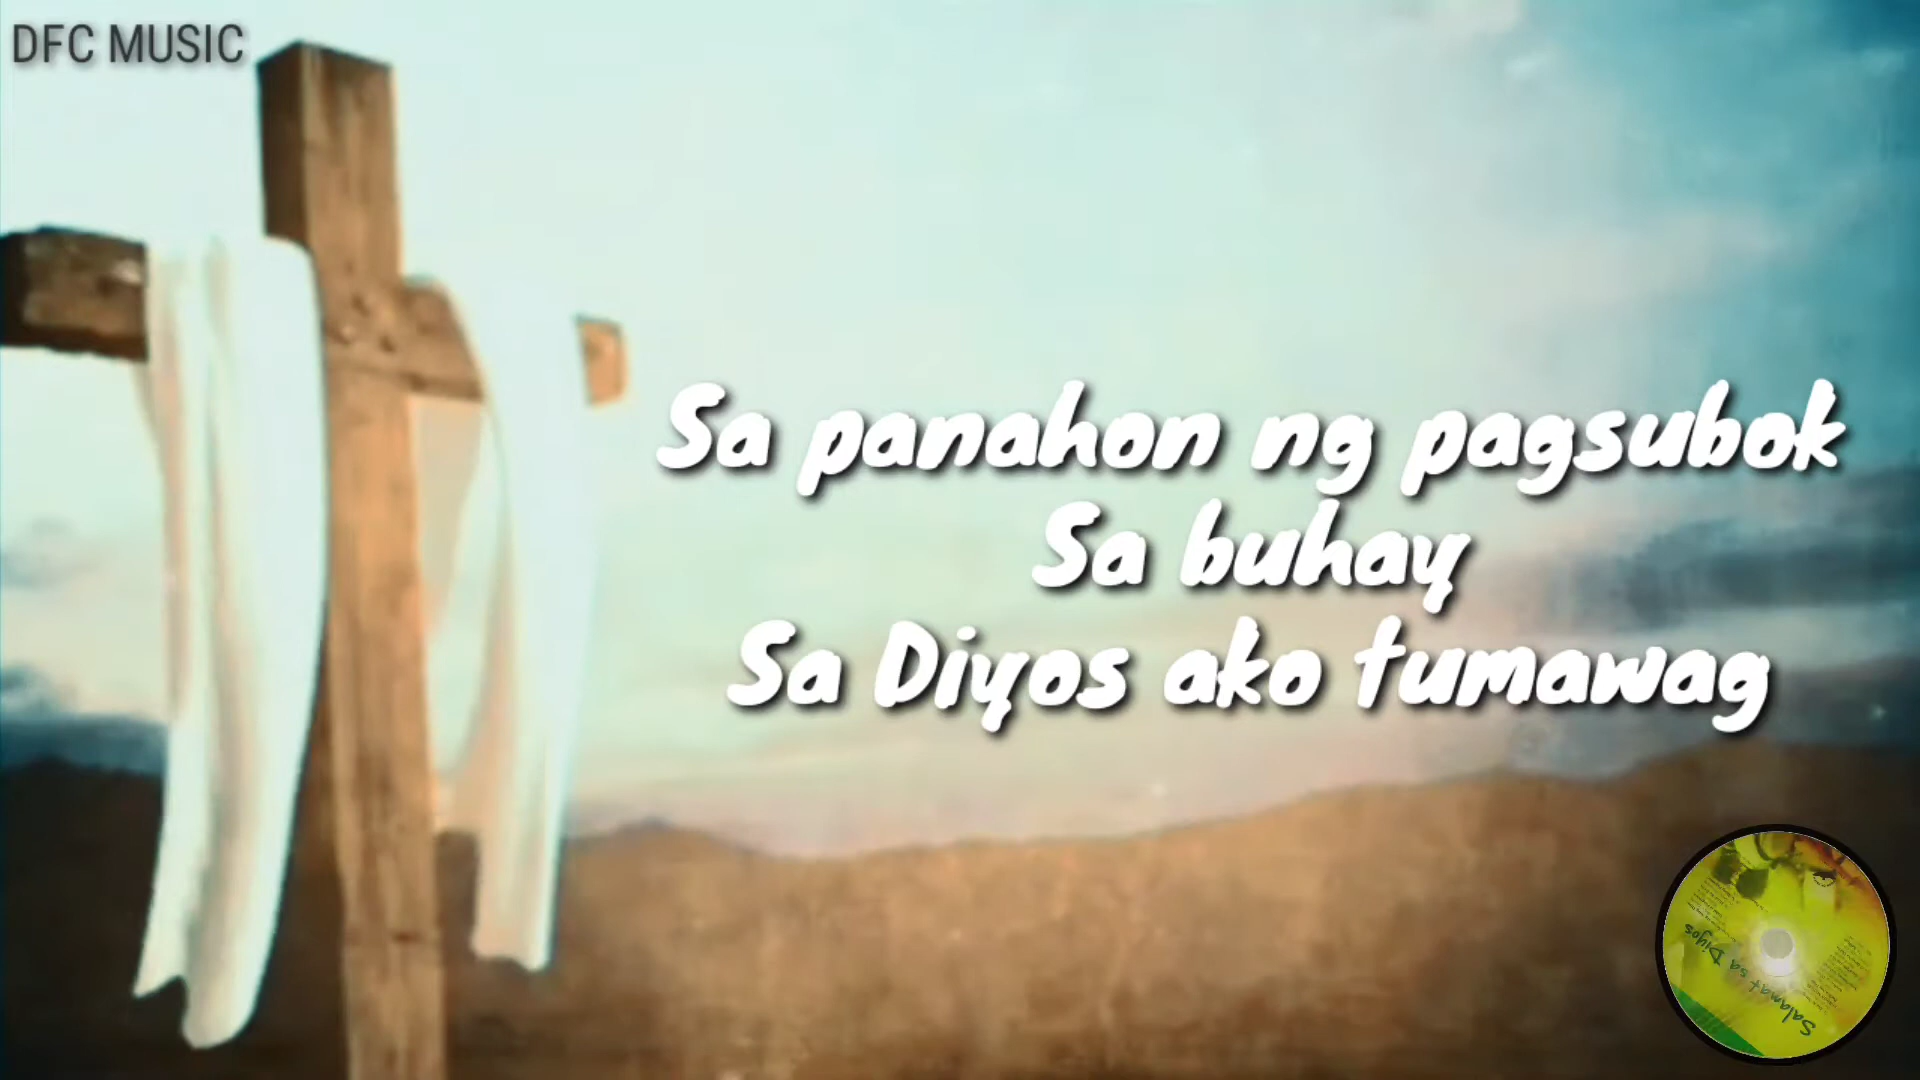 DFC MUSIC
Sa panahon ng pagsubok
Sa buhay
Sa Diyos ako tumawag
Salamat sa Diyos